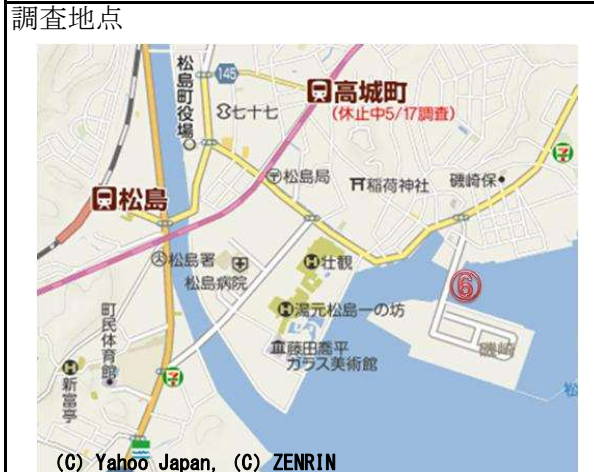 調査地点
松島町役場
145
七十七
高城町
(休止中5/17調査)
松島局
稲荷神社
磯崎保
松島
松島署
松島病院
壮観
⑥
湯元松島一の坊
町民体育館
藤田喬平
ガラス美術館
磯崎
新富亭
松
(C) Yahoo Japan, (C) ZENRIN